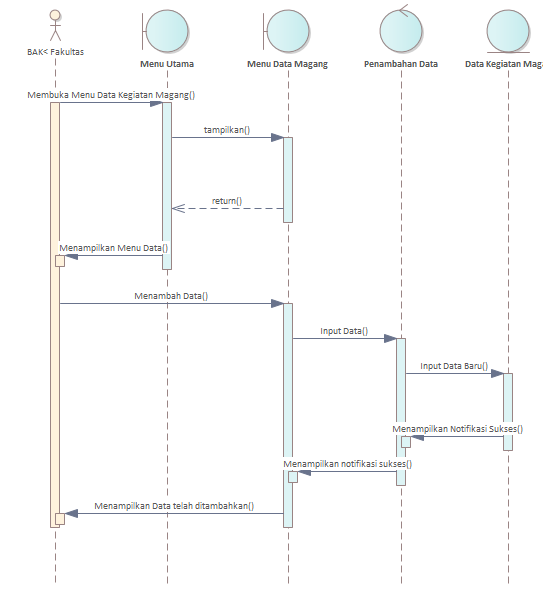 BAK< Fakultas
Menu Utama
Menu Data Magang
Penambahan Data
Data Kegiatan Maga
Membuka Menu Data Kegiatan Magang()
tampilkan()
return()
Menampilkan Menu Data()
Menambah Data()
Input Data()
Input Data Baru()
Menampilkan Notifikasi Sukses()
Menampilkan notifikasi sukses()
Menampilkan Data telah ditambahkan()